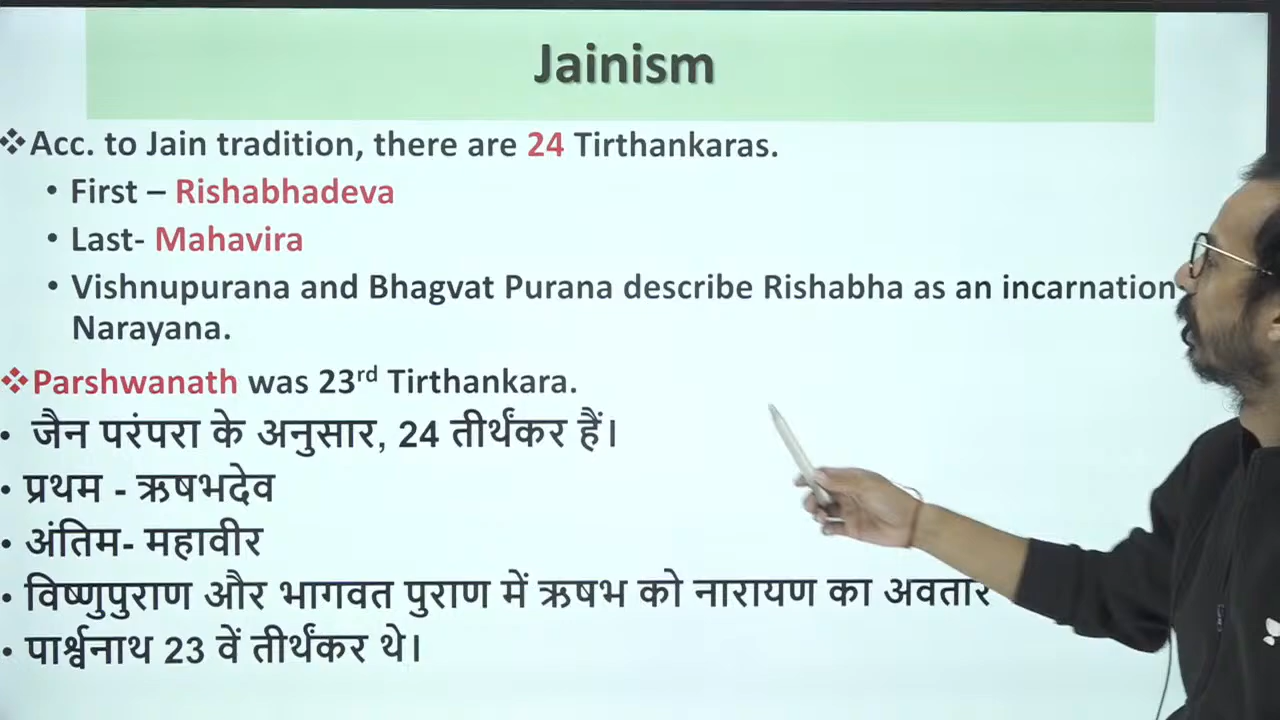 Jainism
❖Acc. to Jain tradition, there are 24 Tirthankaras.
• First – Rishabhadeva
• Last- Mahavira
• Vishnupurana and Bhagvat Purana describe Rishabha as an incarnation
Narayana.
❖Parshwanath was 23rd Tirthankara.
• जैन परंपरा के अनुसार, 24 तीर्थंकर हैं।
• प्रथम - ऋषभदेव
• अंतिम- महावीर
• विष्णुपुराण और भागवत पुराण में ऋषभ को नारायण का अवतार
• पार्श्वनाथ 23 वें तीर्थंकर थे।